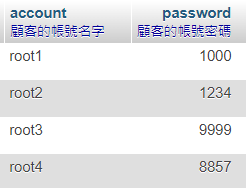 account password
顧客的帳號名字 顧客的帳號密碼
root1 1000
root2 1234
root3 9999
root4 8857